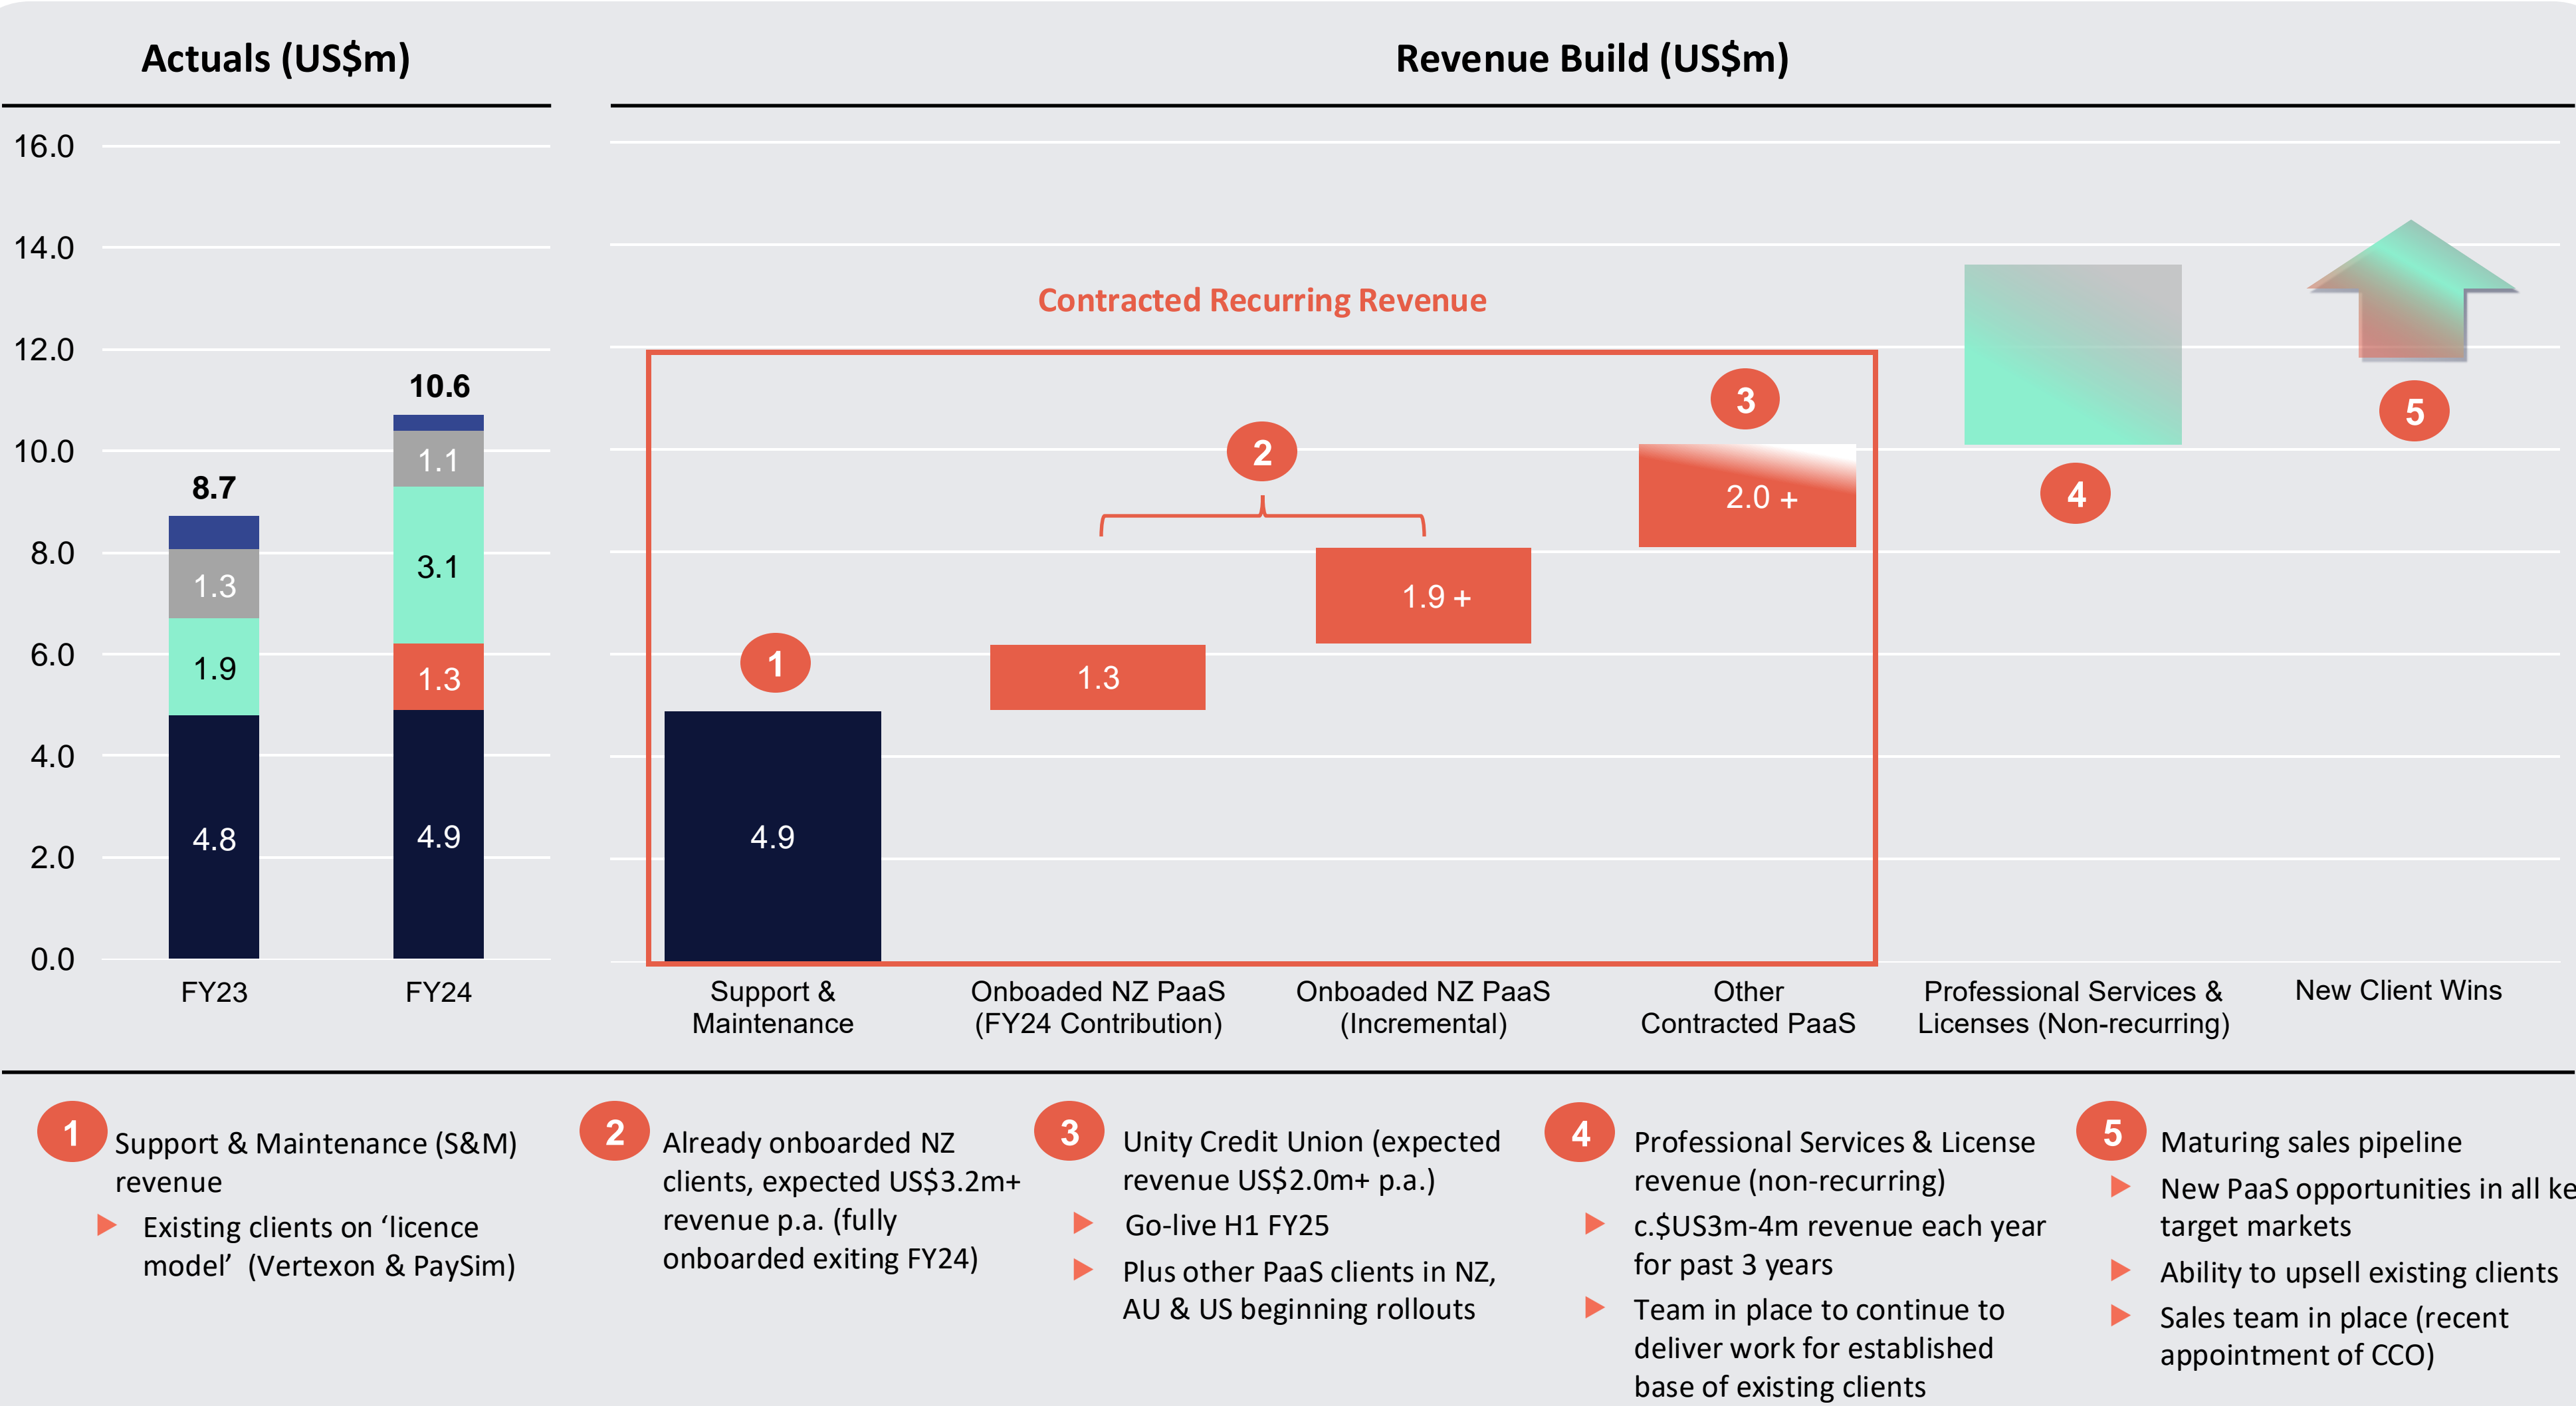 Actuals (US$m)
Revenue Build (US$m)
16.0
14.0
12.0
10.0
8.0
6.0
4.0
2.0
0.0
8.7
1.3
1.9
4.8
FY23
10.6
1.1
3.1
1.3
4.9
FY24
Contracted Recurring Revenue
1
4.9
2
1.3
1.9 +
3
2.0 +
4
5
Support &
Maintenance
Onboaded NZ PaaS
(FY24 Contribution)
Onboaded NZ PaaS
(Incremental)
Other
Contracted PaaS
Professional Services &
Licenses (Non-recurring)
New Client Wins
1
Support & Maintenance (S&M)
revenue
Existing clients on ‘licence
model’ (Vertexon & PaySim)
2
Already onboarded NZ
clients, expected US$3.2m+
revenue p.a. (fully
onboarded exiting FY24)
3
Unity Credit Union (expected
revenue US$2.0m+ p.a.)
Go-live H1 FY25
Plus other PaaS clients in NZ,
AU & US beginning rollouts
4
Professional Services & License
revenue (non-recurring)
c.$US3m-4m revenue each year
for past 3 years
Team in place to continue to
deliver work for established
base of existing clients
5
Maturing sales pipeline
New PaaS opportunities in all ke
target markets
Ability to upsell existing clients
Sales team in place (recent
appointment of CCO)